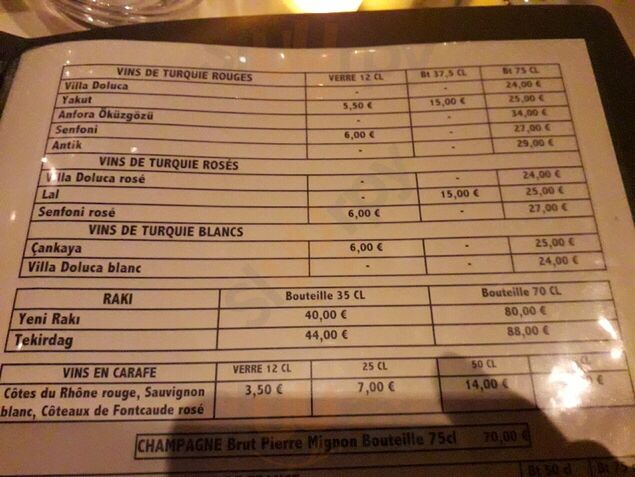 VINS DE TURQUIE ROUGES VERRE 12 CL Bt 37,5 CL Bt 75 CL
Villa Doluca - - 24,00 €
Yakut 5,50 € 15,00 € 25,00 €
Anfora Öküzgözü - - 34,00 €
Senfoni 6,00 € - 27,00 €
Antik - - 29,00 €
VINS DE TURQUIE ROSÉS
Villa Doluca rosé - - 24,00 €
Lal - 15,00 € 25,00 €
Senfoni rosé 6,00 € - 27,00 €
VINS DE TURQUIE BLANCS
Çankaya 6,00 € - 25,00 €
Villa Doluca blanc - - 24,00 €
RAKI Bouteille 35 CL Bouteille 70 CL
Yeni Rakı 40,00 € 80,00 €
Tekirdag 44,00 € 88,00 €
VINS EN CARAFE VERRE 12 CL 25 CL 50 CL CL
Côtes du Rhône rouge, Sauvignon 3,50 € 7,00 € 14,00 € €
blanc, Côteaux de Fontcaude rosé
CHAMPAGNE Brut Pierre Mignon Bouteille 75cl 70,00 €
Bt 50 cl Bt 75